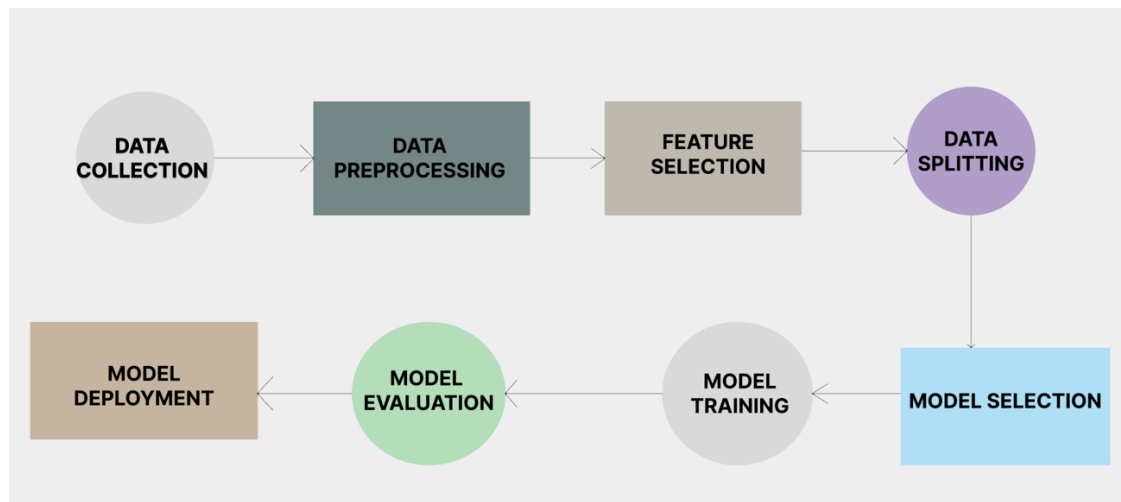 DATA
COLLECTION
DATA
PREPROCESSING
FEATURE
SELECTION
DATA
SPLITTING
MODEL SELECTION
MODEL
TRAINING
MODEL
EVALUATION
MODEL
DEPLOYMENT